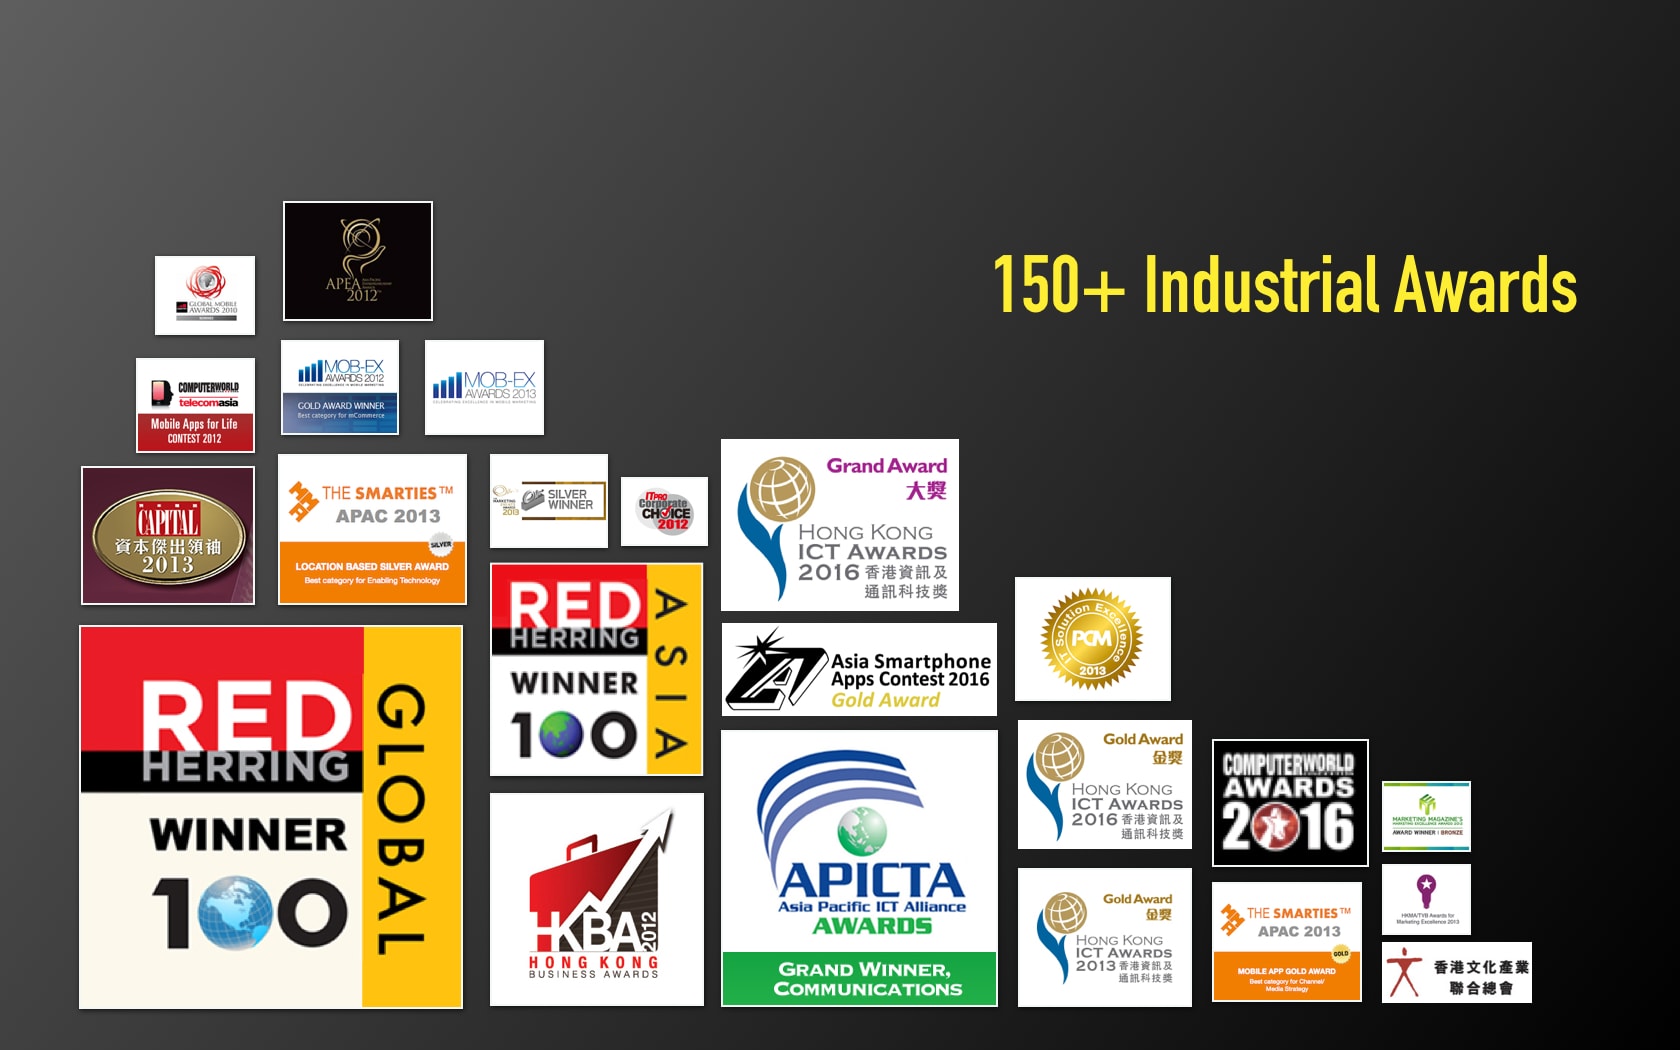 150+ Industrial Awards
GLOBAL MOBILE
AWARDS 2010
APEA
2012
COMPUTERWORLD
telecomasia
Mobile Apps for Life
CONTEST 2012
MOB-EX
AWARDS 2012
CELEBRATING EXCELLENCE IN MOBILE MARKETING
GOLD AWARD WINNER
Best category for mCommerce
MOB-EX
AWARDS 2013
CELEBRATING EXCELLENCE IN MOBILE MARKETING
CAPITAL
資本傑出領袖
2013
THE SMARTIES™
APAC 2013
SILVER
LOCATION BASED SILVER AWARD
Best category for Enabling Technology
2013
SILVER
WINNER
ITPRO
Corporate
CHOICE
2012
Grand Award
大獎
HONG KONG
ICT AWARDS
2016 香港資訊及
通訊科技獎
RED
HERRING
WINNER
100
GLOBAL
RED
HERRING
WINNER
100
ASIA
HKBA 2012
HONG KONG
BUSINESS AWARDS
Asia Smartphone
Apps Contest 2016
Gold Award
APICTA
Asia Pacific ICT Alliance
AWARDS
GRAND WINNER,
COMMUNICATIONS
IT Solution Excellence
PCM
2013
Gold Award
金獎
HONG KONG
ICT AWARDS
2016 香港資訊及
通訊科技獎
Gold Award
金獎
HONG KONG
ICT AWARDS
2013 香港資訊及
通訊科技獎
COMPUTERWORLD
AWARDS
2016
THE SMARTIES™
APAC 2013
GOLD
MOBILE APP GOLD AWARD
Best category for Channel/
Media Strategy
MARKETING MAGAZINE'S
AWARD WINNER | BRONZE
HKMA/TVB Awards for
Marketing Excellence 2013
香港文化產業
聯合總會